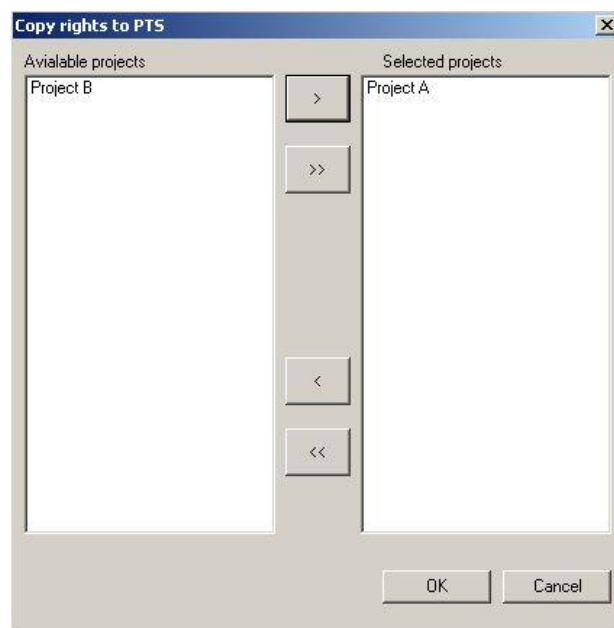 Copy rights to PTS
Avialable projects
Selected projects
Project B
>
Project A
>>
<
<<
OK
Cancel